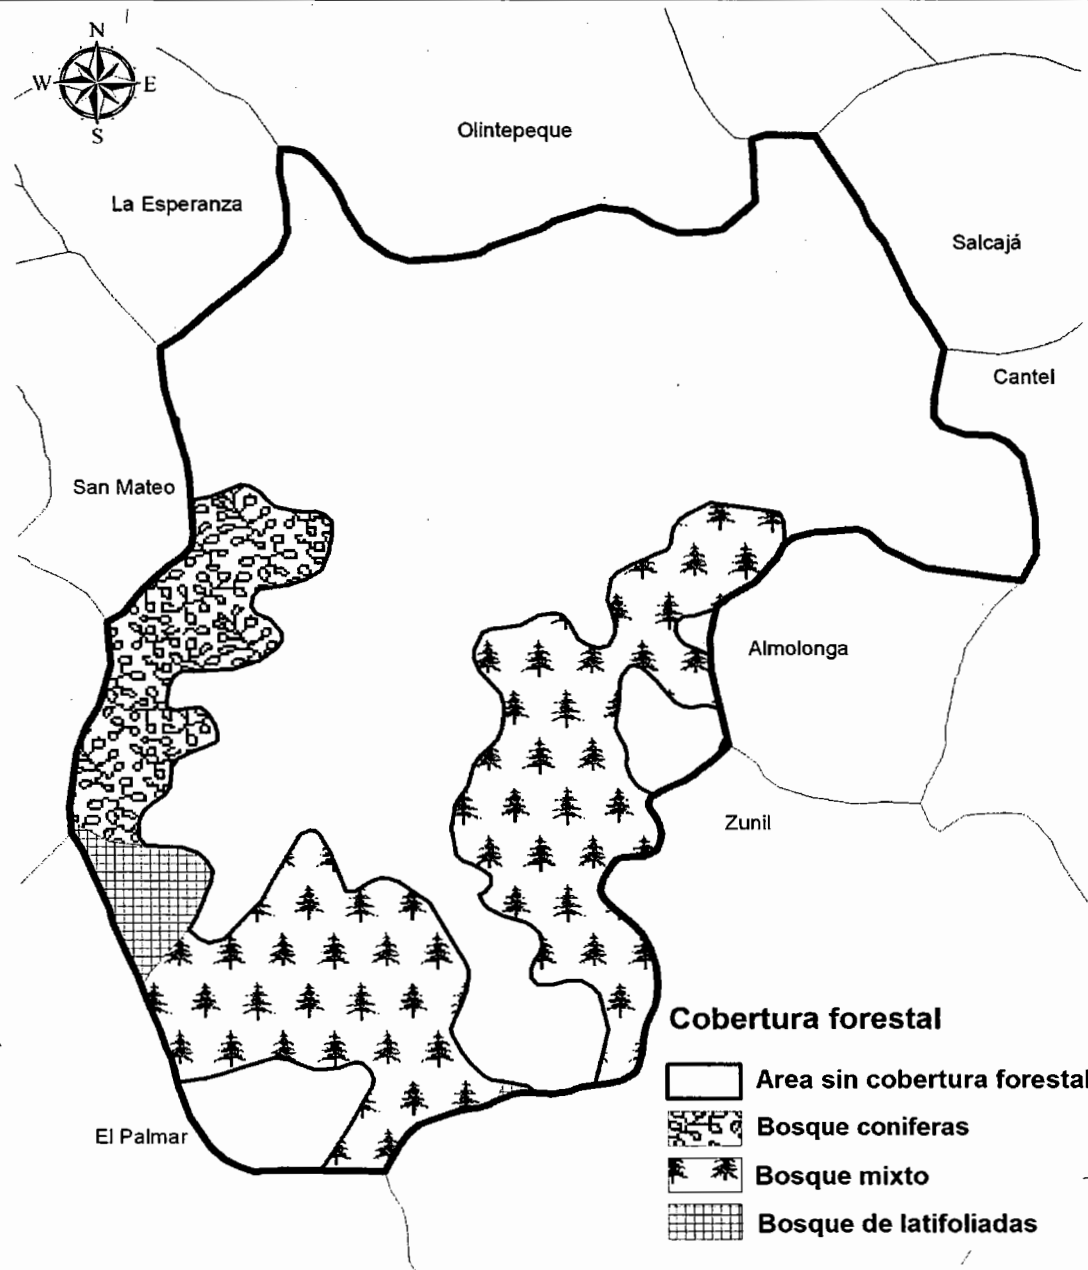 N
W E
S
Olintepeque
La Esperanza
Salcajá
Cantel
San Mateo
Almolonga
Zunil
El Palmar
Cobertura forestal
Area sin cobertura forestal
Bosque coniferas
Bosque mixto
Bosque de latifoliadas